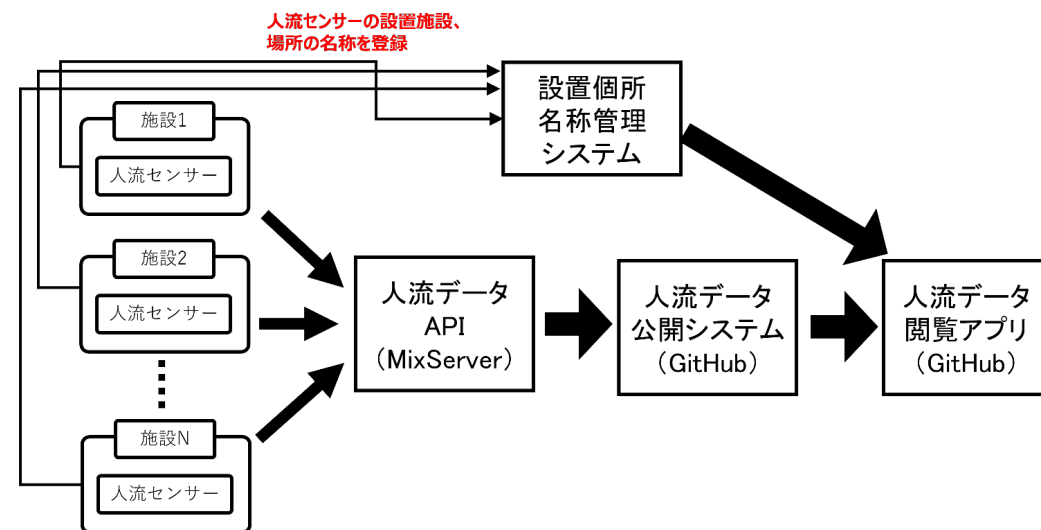 人流センサーの設置施設、
場所の名称を登録
設置個所
名称管理
システム
施設1
人流センサー
施設2
人流センサー
施設N
人流センサー
人流データ
API
（MixServer）
人流データ
公開システム
（GitHub）
人流データ
閲覧アプリ
（GitHub）